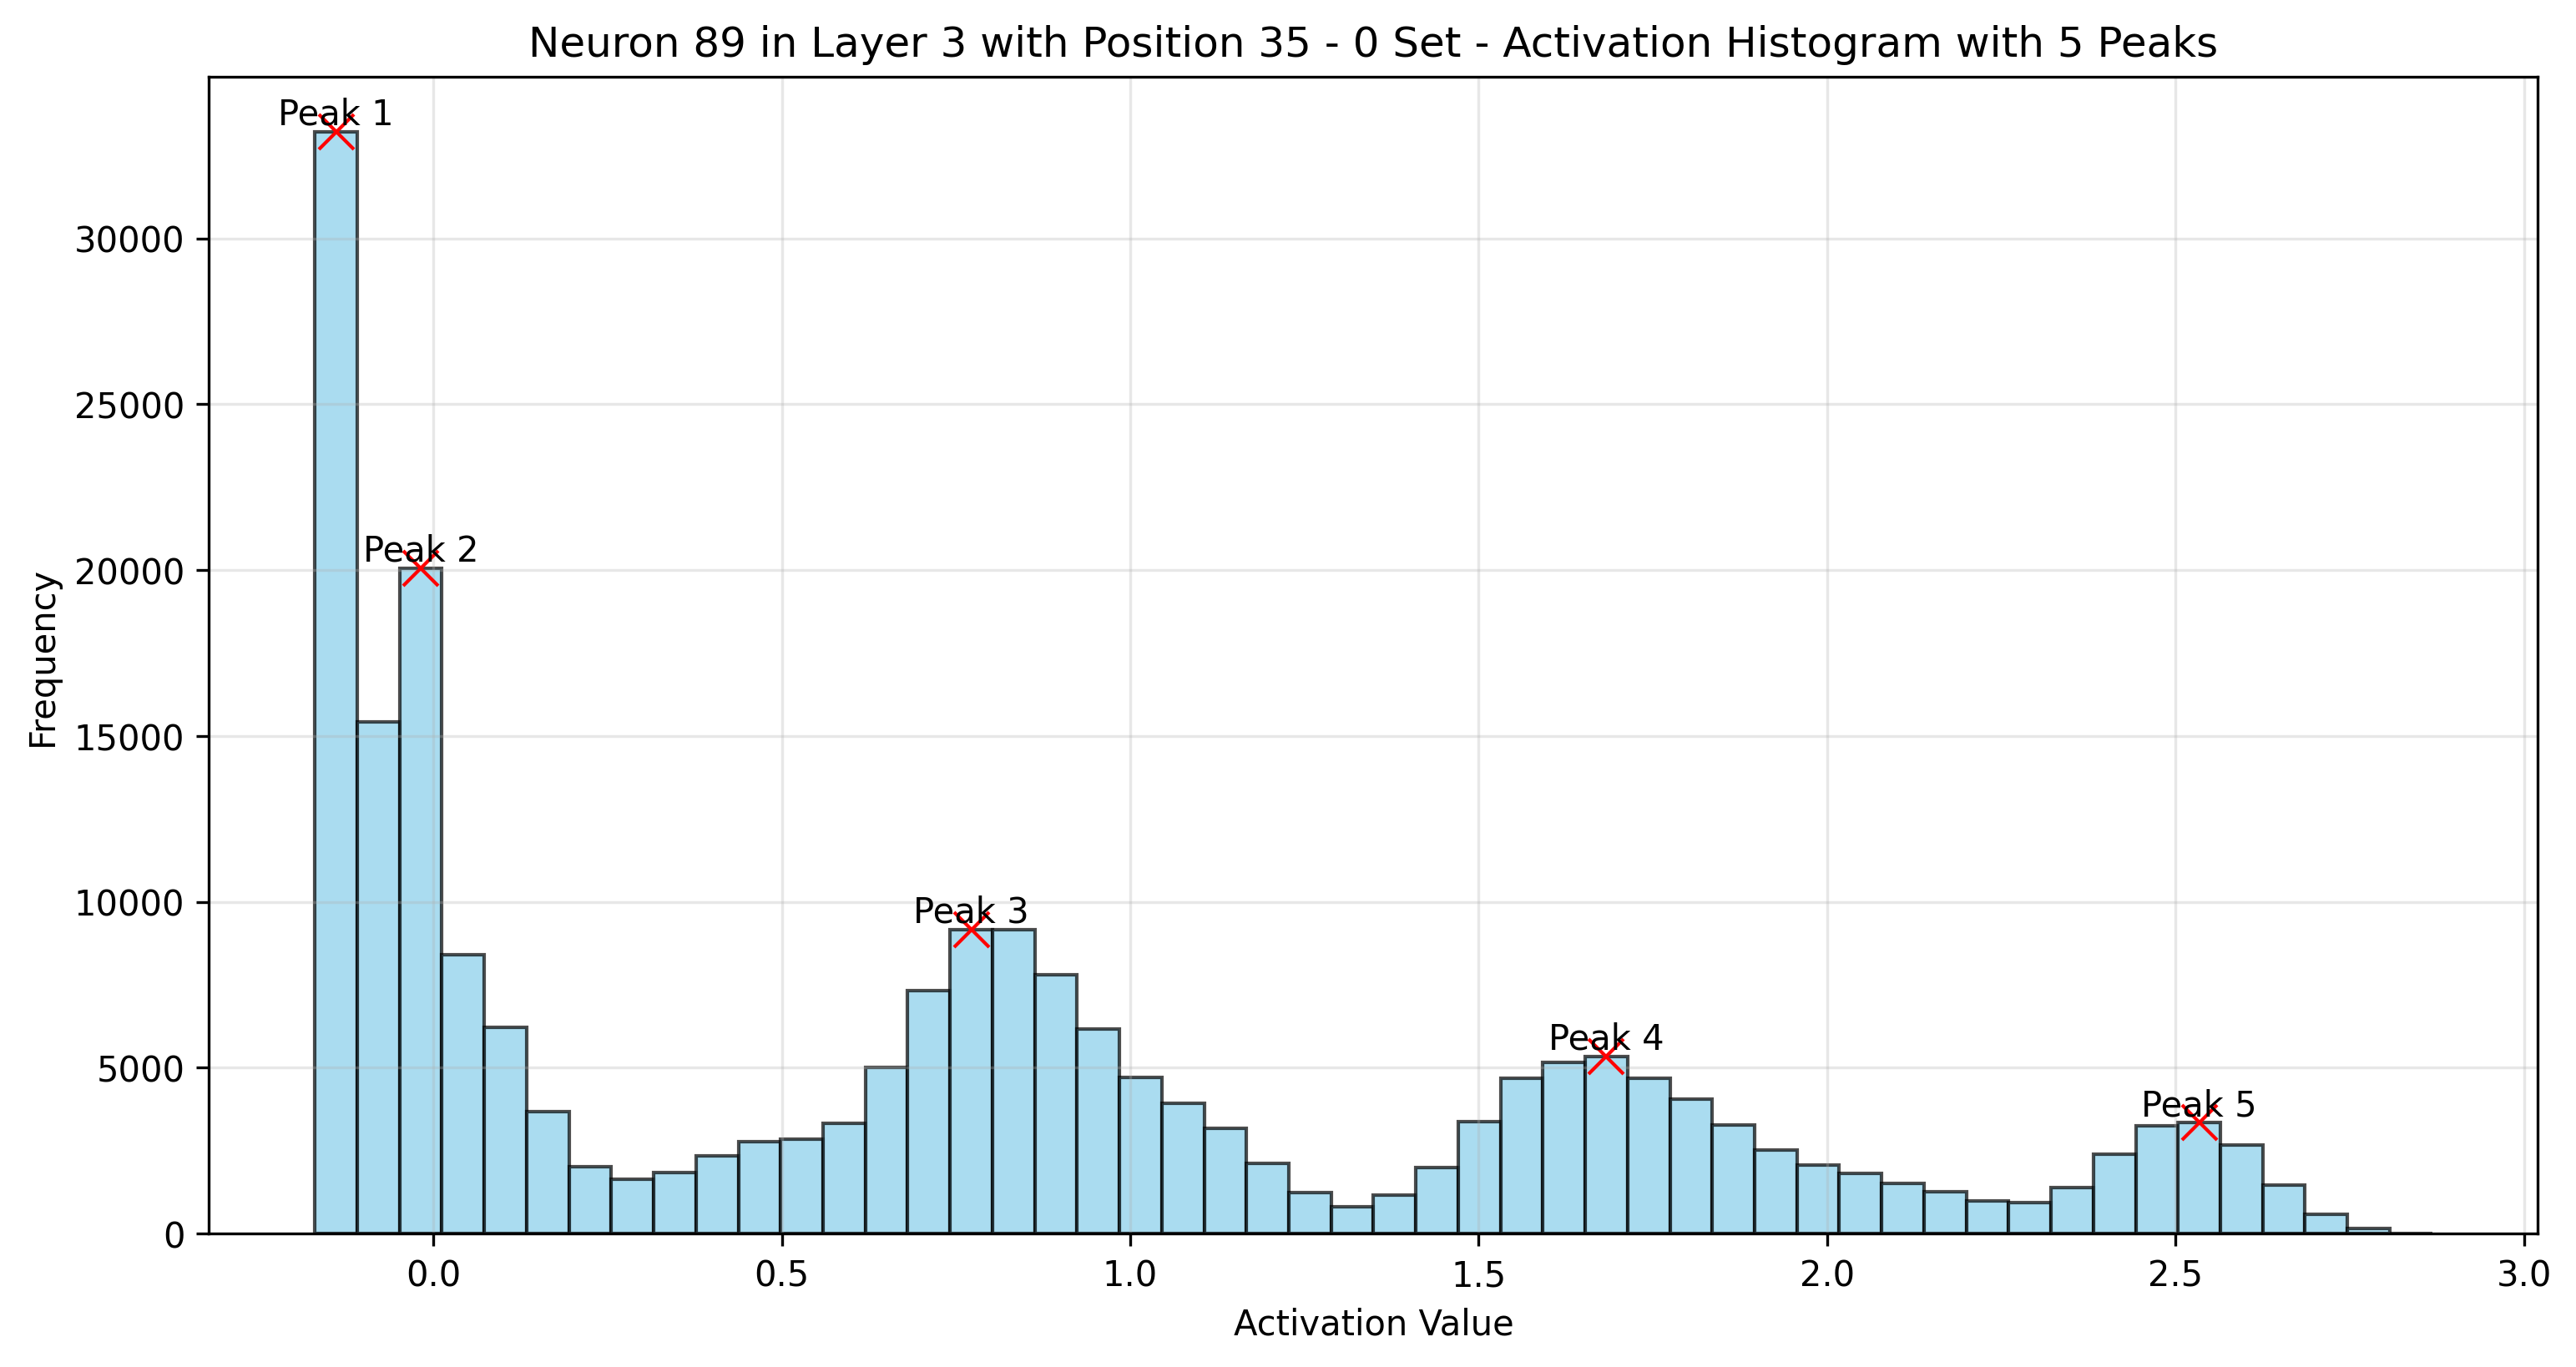 Neuron 89 in Layer 3 with Position 35 - 0 Set - Activation Histogram with 5 Peaks
Peak 1
Peak 2
Peak 3
Peak 4
Peak 5
Frequency
30000
25000
20000
15000
10000
5000
0
0.0 0.5 1.0 1.5 2.0 2.5 3.0
Activation Value